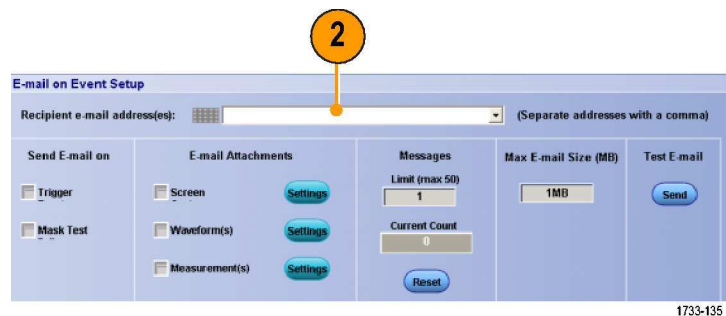 2
E-mail on Event Setup
Recipient e-mail address(es):
(Separate addresses with a comma)
Send E-mail on
Trigger
Mask Test
E-mail Attachments
Screen
Settings
Waveform(s)
Settings
Measurement(s)
Settings
Messages
Limit (max 50)
1
Current Count
0
Reset
Max E-mail Size (MB)
1MB
Test E-mail
Send
1733-135